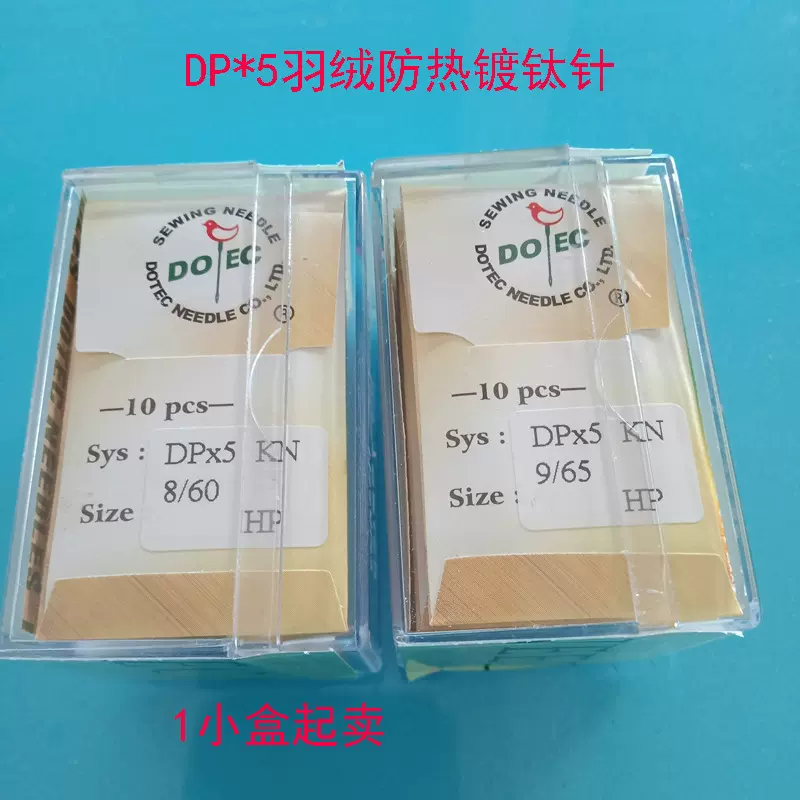 DP*5羽绒防热镀钛针
SEWING NEEDLE
DOTEC
DOTEC NEEDLE CO., LTD.
®
—10 pcs—
Sys : DPx5 KN
Size 8/60
HP
SEWING NEEDLE
DOTEC
DOTEC NEEDLE CO., LTD.
®
—10 pcs—
Sys : DPx5 KN
Size : 9/65
HP
1小盒起卖